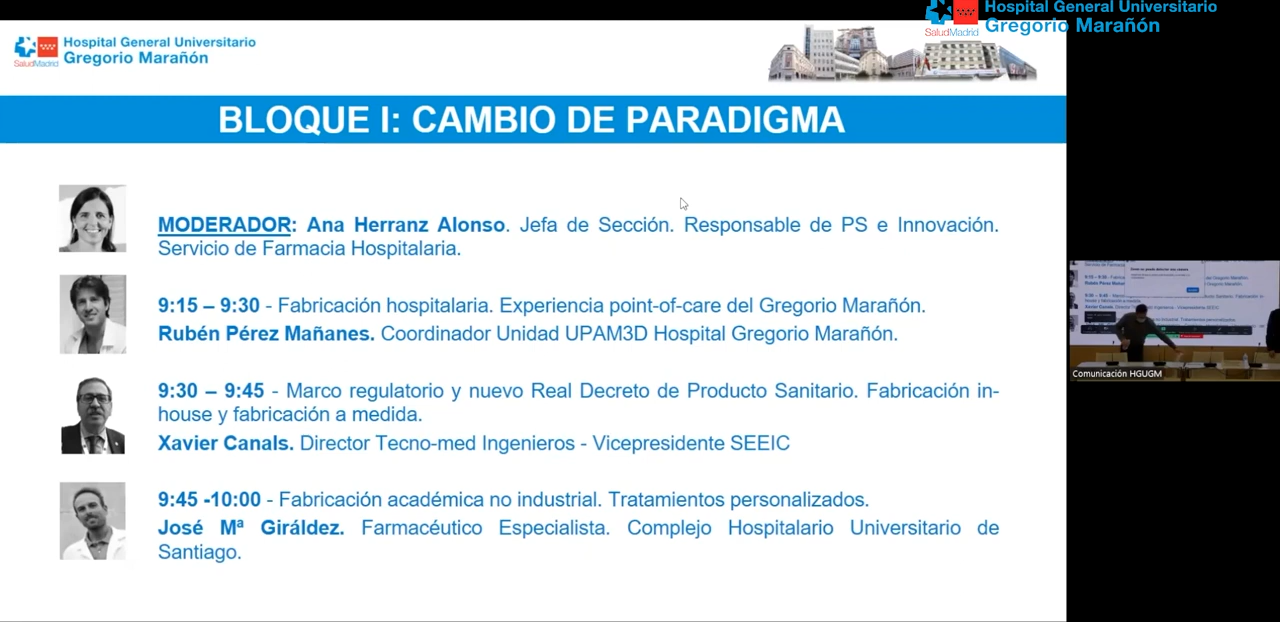 Hospital General Universitario
Gregorio Marañón
SaludMadrid
Hospital General Universitario
Gregorio Marañón
SaludMadrid
BLOQUE I: CAMBIO DE PARADIGMA
MODERADOR: Ana Herranz Alonso. Jefa de Sección. Responsable de PS e Innovación.
Servicio de Farmacia Hospitalaria.
9:15 – 9:30 - Fabricación hospitalaria. Experiencia point-of-care del Gregorio Marañón.
Rubén Pérez Mañanes. Coordinador Unidad UPAM3D Hospital Gregorio Marañón.
9:30 – 9:45 - Marco regulatorio y nuevo Real Decreto de Producto Sanitario. Fabricación in-
house y fabricación a medida.
Xavier Canals. Director Tecno-med Ingenieros - Vicepresidente SEEIC
9:45 -10:00 - Fabricación académica no industrial. Tratamientos personalizados.
José Mª Giráldez. Farmacéutico Especialista. Complejo Hospitalario Universitario de
Santiago.
Comunicación HGUGM